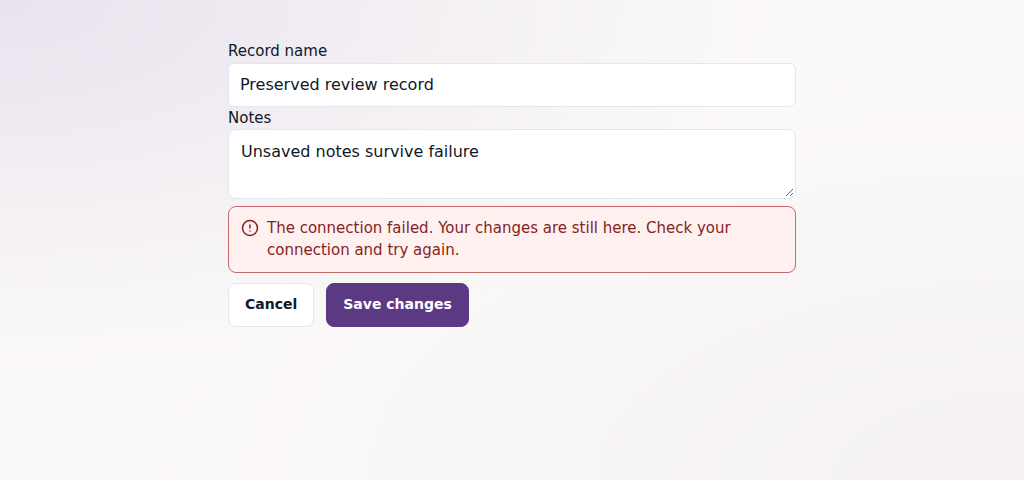 Record name
Preserved review record
Notes
Unsaved notes survive failure
The connection failed. Your changes are still here. Check your
connection and try again.
Cancel
Save changes